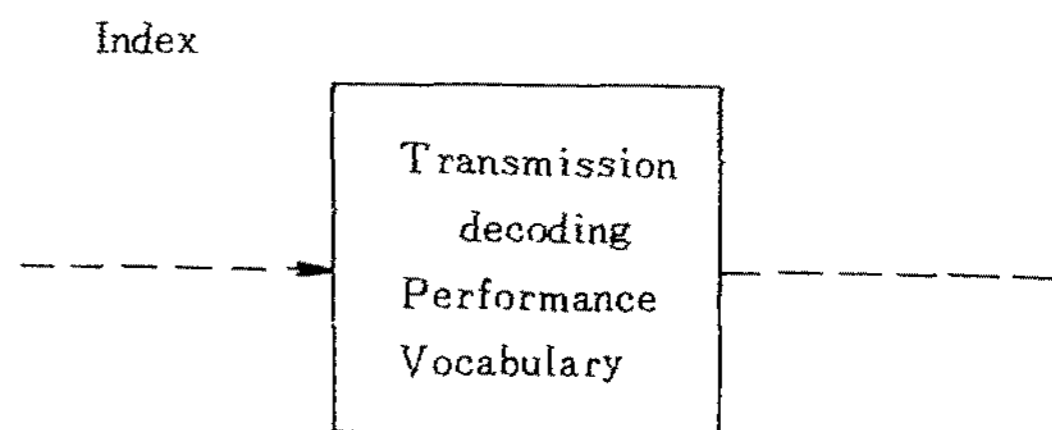 Index
Transmission
decoding
Performance
Vocabulary